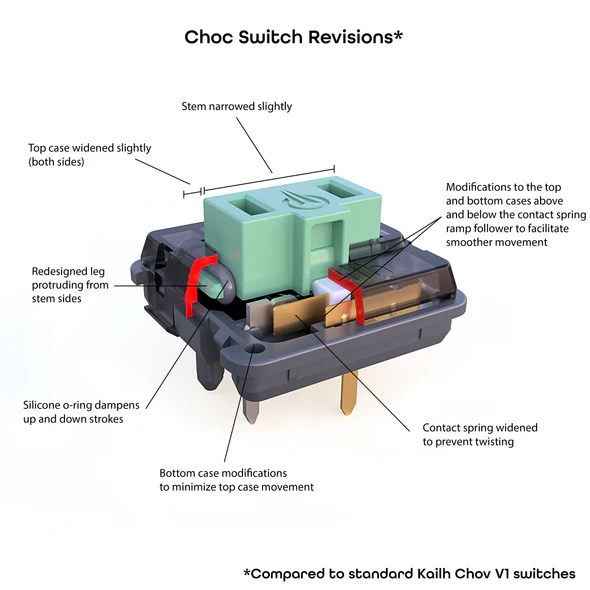 Choc Switch Revisions*
Stem narrowed slightly
Top case widened slightly
(both sides)
Modifications to the top
and bottom cases above
and below the contact spring
ramp follower to facilitate
smoother movement
Redesigned leg
protruding from
stem sides
Silicone o-ring dampens
up and down strokes
Contact spring widened
to prevent twisting
Bottom case modifications
to minimize top case movement
*Compared to standard Kailh Chov V1 switches